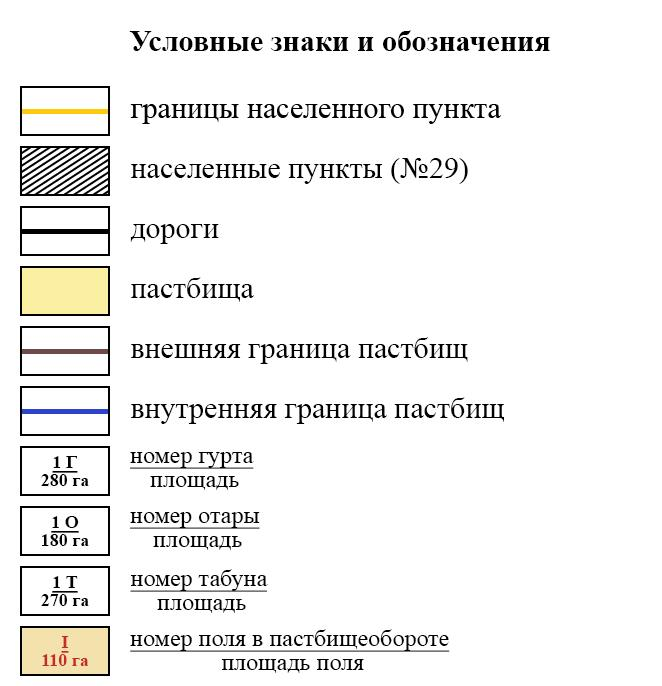 Условные знаки и обозначения
границы населенного пункта
населенные пункты (№29)
дороги
пастбища
внешняя граница пастбищ
внутренняя граница пастбищ
1 Г
280 га
номер гурта
площадь
1 О
180 га
номер отары
площадь
1 Т
270 га
номер табуна
площадь
I
110 га
номер поля в пастбищеобороте
площадь поля